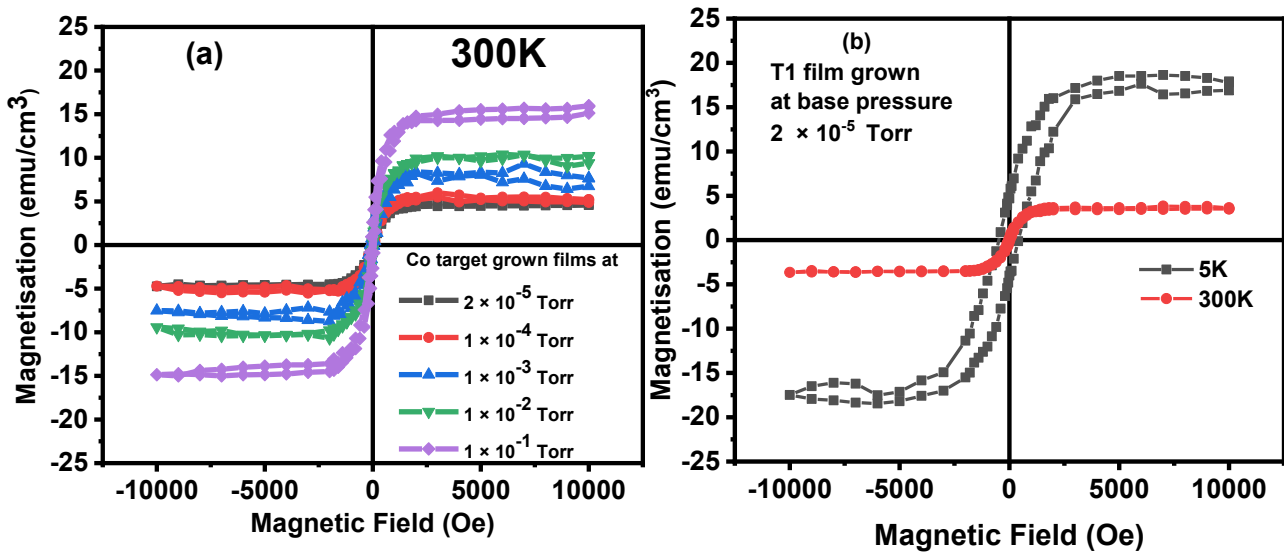 (a)
300K
Magnetisation (emu/cm³)
25
20
15
10
5
0
-5
-10
-15
-20
-25
Co target grown films at
2 × 10⁻⁵ Torr
1 × 10⁻⁴ Torr
1 × 10⁻³ Torr
1 × 10⁻² Torr
1 × 10⁻¹ Torr
-10000 -5000 0 5000 10000
Magnetic Field (Oe)
(b)
T1 film grown
at base pressure
2 × 10⁻⁵ Torr
Magnetisation (emu/cm³)
25
20
15
10
5
0
-5
-10
-15
-20
-25
5K
300K
-10000 -5000 0 5000 10000
Magnetic Field (Oe)